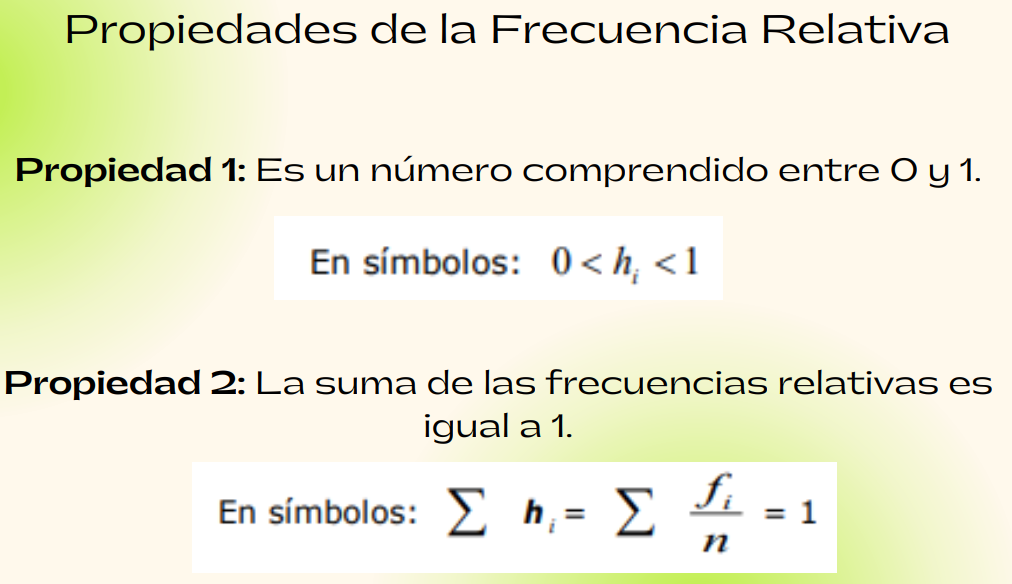 Propiedades de la Frecuencia Relativa
Propiedad 1: Es un número comprendido entre 0 y 1.
En símbolos: 0 < hᵢ < 1
Propiedad 2: La suma de las frecuencias relativas es
igual a 1.
En símbolos: ∑ hᵢ = ∑ fᵢ/n = 1